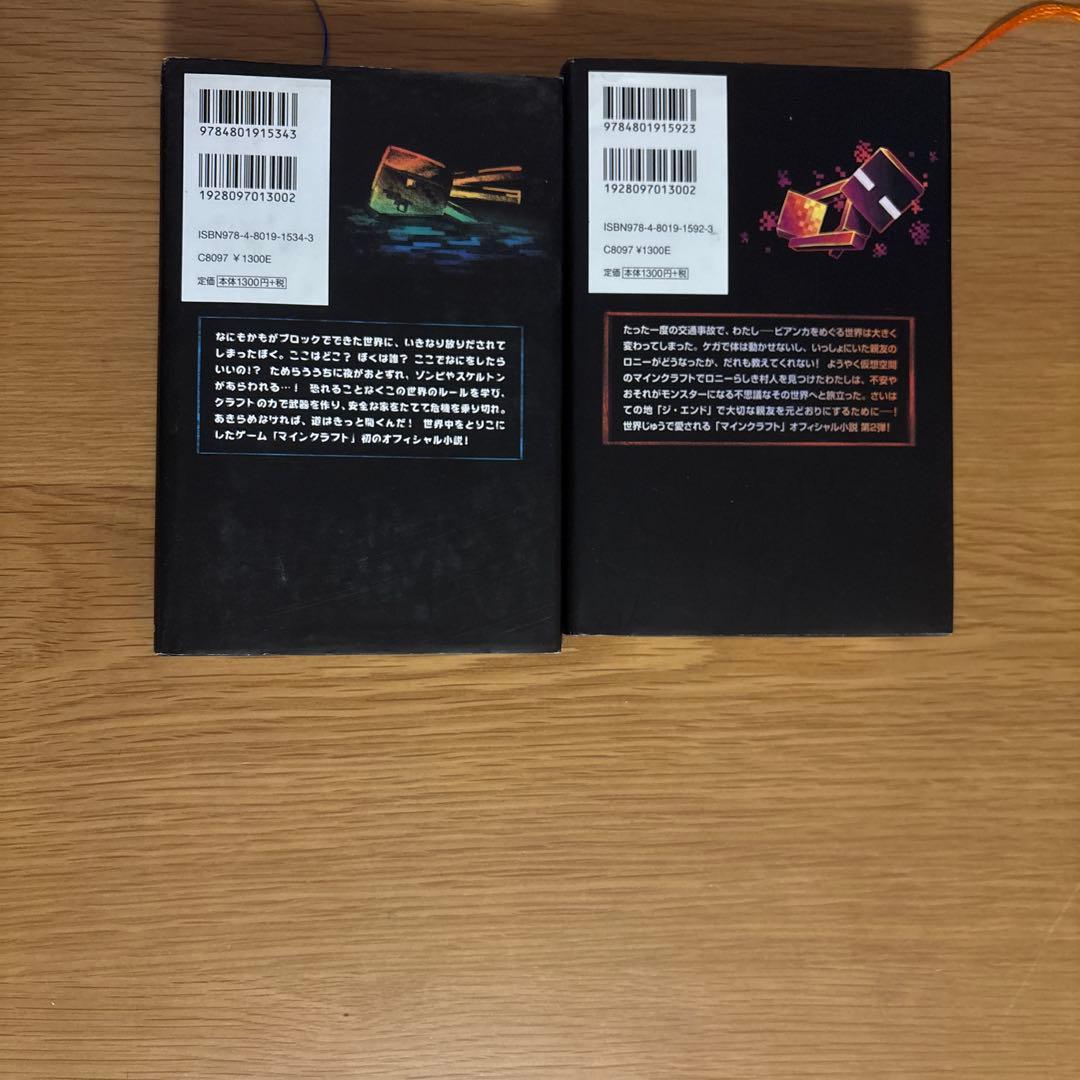 9784801915343
1928097013002
ISBN978-4-8019-1534-3
C8097 ¥1300E
定価 本体1300円+税
なにもかもがブロックでできた世界に、いきなり放りだされて
しまったぼく。ここはどこ? ぼくは誰? ここでなにをしたら
いいの!? ためらううちに夜がおとずれ、ゾンビやスケルトン
があらわれる…! 恐れることなくこの世界のルールを学び、
クラフトの力で武器を作り、安全な家をたてて危機を乗り切れ。
あきらめなければ、道はきっと開くんだ! 世界中をとりこに
したゲーム「マインクラフト」初のオフィシャル小説!
9784801915923
1928097013002
ISBN978-4-8019-1592-3
C8097 ¥1300E
定価 本体1300円+税
たった一度の交通事故で、わたし──ビアンカをめぐる世界は大きく
変わってしまった。ケガで体は動かせないし、いっしょにいた親友の
ロニーがどうなったか、だれも教えてくれない! ようやく仮想空間
のマインクラフトでロニーらしき村人を見つけたわたしは、不安や
おそれがモンスターになる不思議なその世界へと旅立った。さいは
ての地「ジ・エンド」で大切な親友を元どおりにするために──!
世界じゅうで愛される「マインクラフト」オフィシャル小説 第2弾!